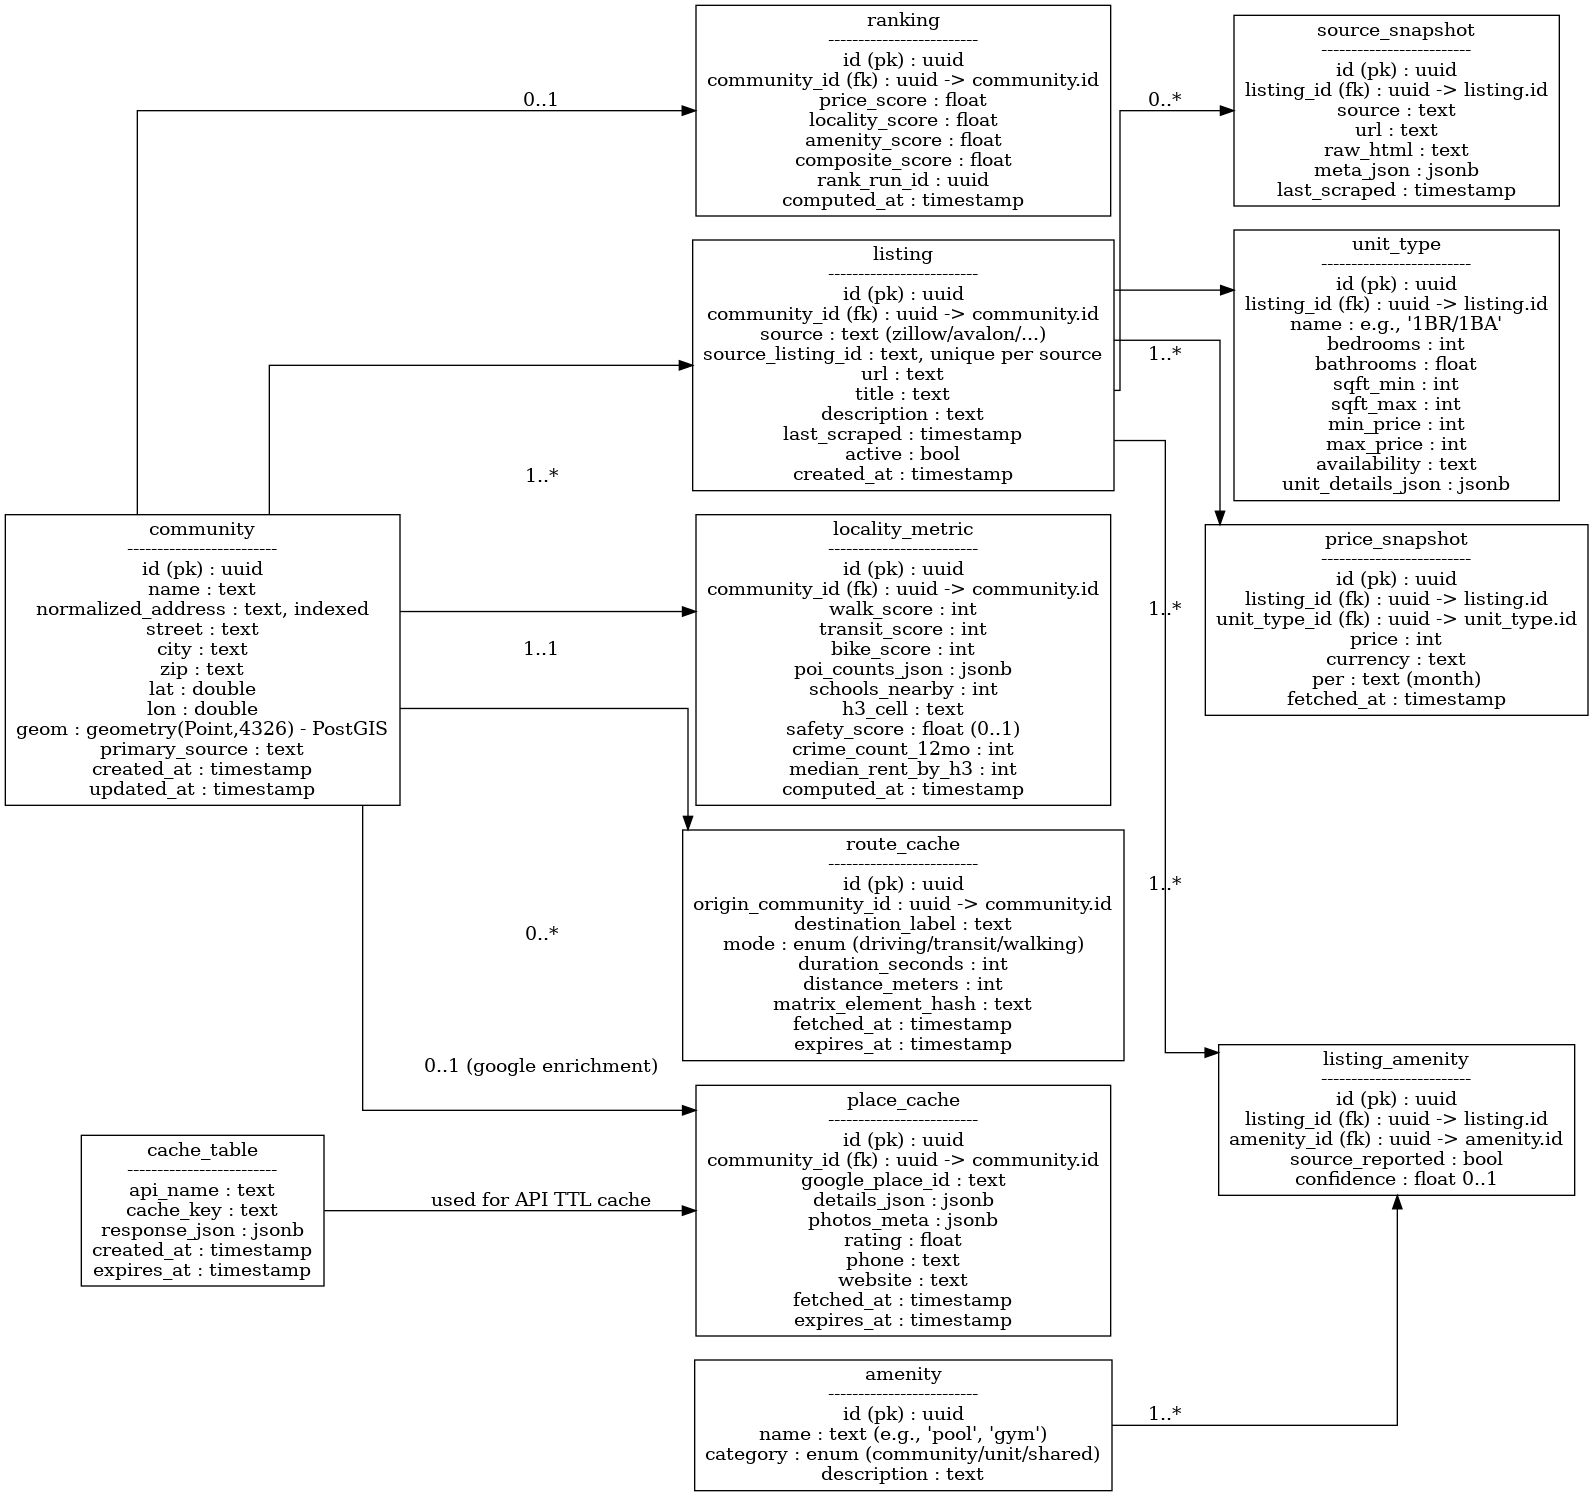 ranking
-------------------------
id (pk) : uuid
community_id (fk) : uuid -> community.id
price_score : float
locality_score : float
amenity_score : float
composite_score : float
rank_run_id : uuid
computed_at : timestamp
source_snapshot
-------------------------
id (pk) : uuid
listing_id (fk) : uuid -> listing.id
source : text
url : text
raw_html : text
meta_json : jsonb
last_scraped : timestamp
0..1
0..*
listing
-------------------------
id (pk) : uuid
community_id (fk) : uuid -> community.id
source : text (zillow/avalon/...)
source_listing_id : text, unique per source
url : text
title : text
description : text
last_scraped : timestamp
active : bool
created_at : timestamp
unit_type
-------------------------
id (pk) : uuid
listing_id (fk) : uuid -> listing.id
name : e.g., '1BR/1BA'
bedrooms : int
bathrooms : float
sqft_min : int
sqft_max : int
min_price : int
max_price : int
availability : text
unit_details_json : jsonb
1..*
1..*
community
-------------------------
id (pk) : uuid
name : text
normalized_address : text, indexed
street : text
city : text
zip : text
lat : double
lon : double
geom : geometry(Point,4326) - PostGIS
primary_source : text
created_at : timestamp
updated_at : timestamp
1..1
locality_metric
-------------------------
id (pk) : uuid
community_id (fk) : uuid -> community.id
walk_score : int
transit_score : int
bike_score : int
poi_counts_json : jsonb
schools_nearby : int
h3_cell : text
safety_score : float (0..1)
crime_count_12mo : int
median_rent_by_h3 : int
computed_at : timestamp
1..*
price_snapshot
-------------------------
id (pk) : uuid
listing_id (fk) : uuid -> listing.id
unit_type_id (fk) : uuid -> unit_type.id
price : int
currency : text
per : text (month)
fetched_at : timestamp
0..*
route_cache
-------------------------
id (pk) : uuid
origin_community_id : uuid -> community.id
destination_label : text
mode : enum (driving/transit/walking)
duration_seconds : int
distance_meters : int
matrix_element_hash : text
fetched_at : timestamp
expires_at : timestamp
1..*
0..1 (google enrichment)
listing_amenity
-------------------------
id (pk) : uuid
listing_id (fk) : uuid -> listing.id
amenity_id (fk) : uuid -> amenity.id
source_reported : bool
confidence : float 0..1
cache_table
-------------------------
api_name : text
cache_key : text
response_json : jsonb
created_at : timestamp
expires_at : timestamp
used for API TTL cache
place_cache
-------------------------
id (pk) : uuid
community_id (fk) : uuid -> community.id
google_place_id : text
details_json : jsonb
photos_meta : jsonb
rating : float
phone : text
website : text
fetched_at : timestamp
expires_at : timestamp
amenity
-------------------------
id (pk) : uuid
name : text (e.g., 'pool', 'gym')
category : enum (community/unit/shared)
description : text
1..*